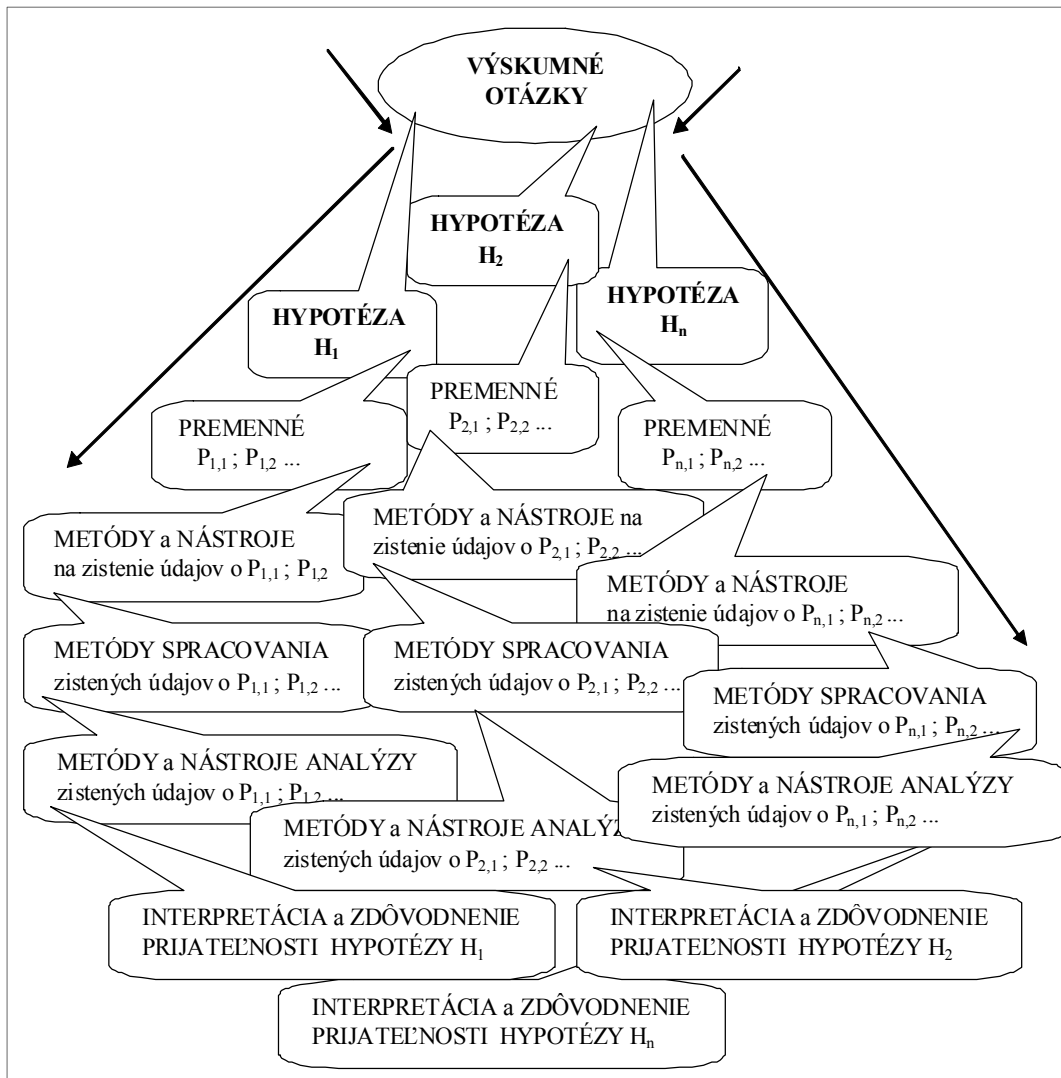 VÝSKUMNÉ
OTÁZKY
HYPOTÉZA
H₂
HYPOTÉZA
H₁
HYPOTÉZA
Hₙ
PREMENNÉ
P₂,₁ ; P₂,₂ ...
PREMENNÉ
P₁,₁ ; P₁,₂ ...
PREMENNÉ
Pₙ,₁ ; Pₙ,₂ ...
METÓDY a NÁSTROJE
na zistenie údajov o P₁,₁ ; P₁,₂
METÓDY a NÁSTROJE na
zistenie údajov o P₂,₁ ; P₂,₂ ...
METÓDY a NÁSTROJE
na zistenie údajov o Pₙ,₁ ; Pₙ,₂ ...
METÓDY SPRACOVANIA
zistených údajov o P₁,₁ ; P₁,₂ ...
METÓDY SPRACOVANIA
zistených údajov o P₂,₁ ; P₂,₂ ...
METÓDY SPRACOVANIA
zistených údajov o Pₙ,₁ ; Pₙ,₂ ...
METÓDY a NÁSTROJE ANALÝZY
zistených údajov o P₁,₁ ; P₁,₂ ...
METÓDY a NÁSTROJE ANALÝZ
zistených údajov o P₂,₁ ; P₂,₂ ...
METÓDY a NÁSTROJE ANALÝZY
zistených údajov o Pₙ,₁ ; Pₙ,₂ ...
INTERPRETÁCIA a ZDÔVODNENIE
PRIJATEĽNOSTI HYPOTÉZY H₁
INTERPRETÁCIA a ZDÔVODNENIE
PRIJATEĽNOSTI HYPOTÉZY H₂
INTERPRETÁCIA a ZDÔVODNENIE
PRIJATEĽNOSTI HYPOTÉZY Hₙ